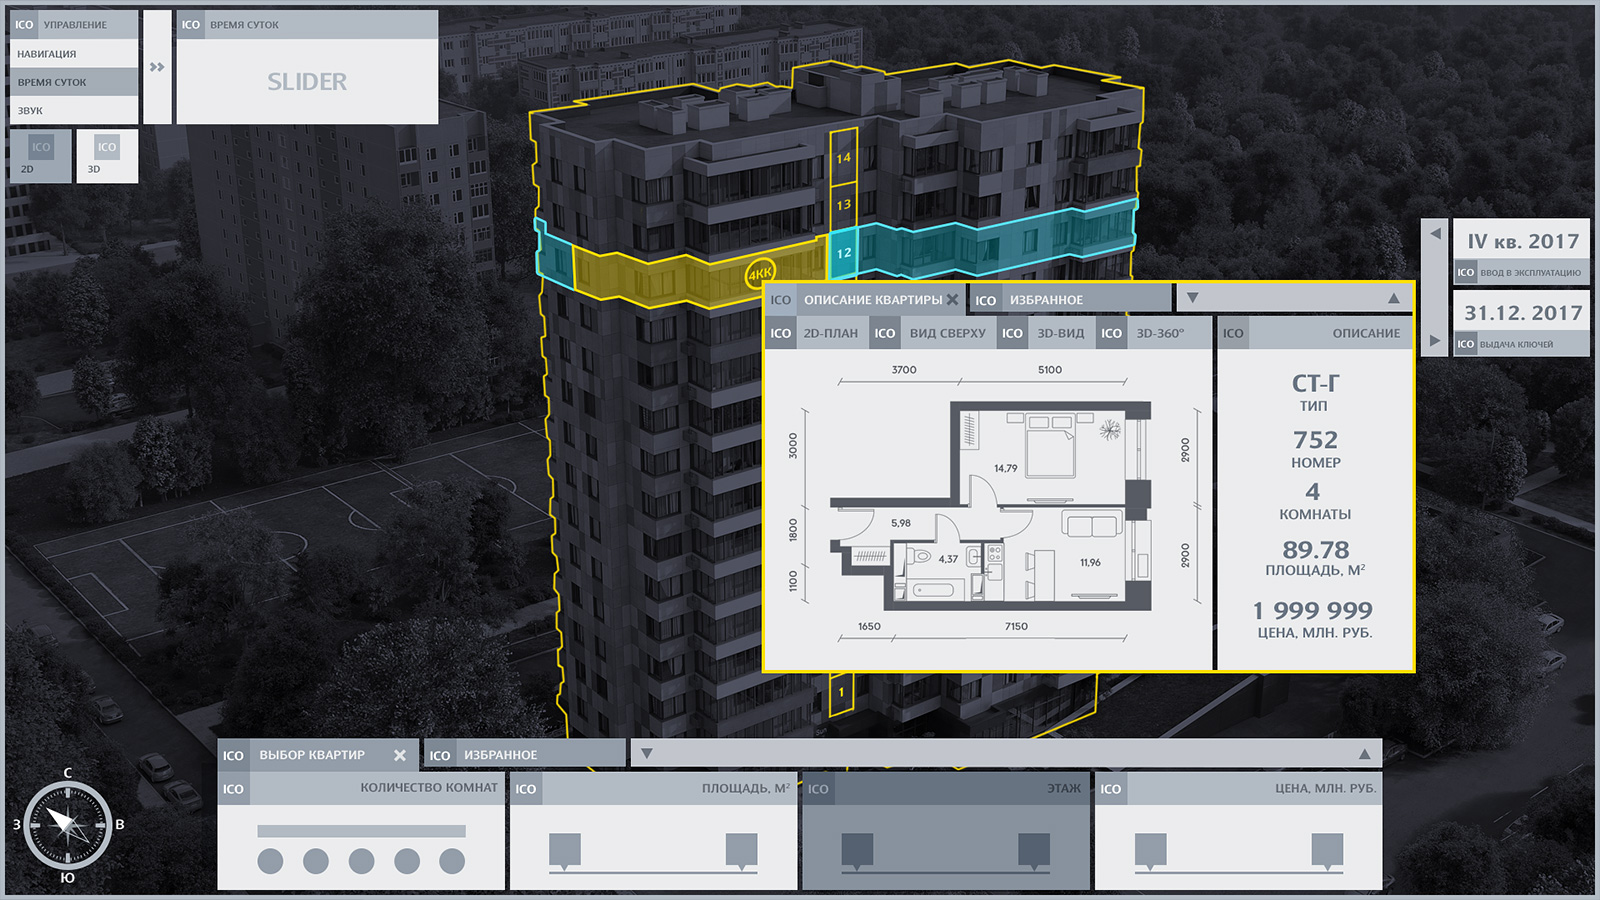 ICO УПРАВЛЕНИЕ
НАВИГАЦИЯ
ВРЕМЯ СУТОК
ЗВУК
ICO ВРЕМЯ СУТОК
SLIDER
ICO
2D
ICO
3D
14
13
12
4КК
1
IV кв. 2017
ICO ВВОД В ЭКСПЛУАТАЦИЮ
31.12. 2017
ICO ВЫДАЧА КЛЮЧЕЙ
ICO ОПИСАНИЕ КВАРТИРЫ
ICO ИЗБРАННОЕ
ICO 2D-ПЛАН
ICO ВИД СВЕРХУ
ICO 3D-ВИД
ICO 3D-360°
ICO ОПИСАНИЕ
3700 5100
3000
1800
1100
2900
2900
14,79
5,98
4,37
11,96
1650 7150
СТ-Г
ТИП
752
НОМЕР
4
КОМНАТЫ
89.78
ПЛОЩАДЬ, М²
1 999 999
ЦЕНА, МЛН. РУБ.
ICO ВЫБОР КВАРТИР
ICO ИЗБРАННОЕ
ICO КОЛИЧЕСТВО КОМНАТ
ICO ПЛОЩАДЬ, М²
ICO ЭТАЖ
ICO ЦЕНА, МЛН. РУБ.
С
З
В
Ю